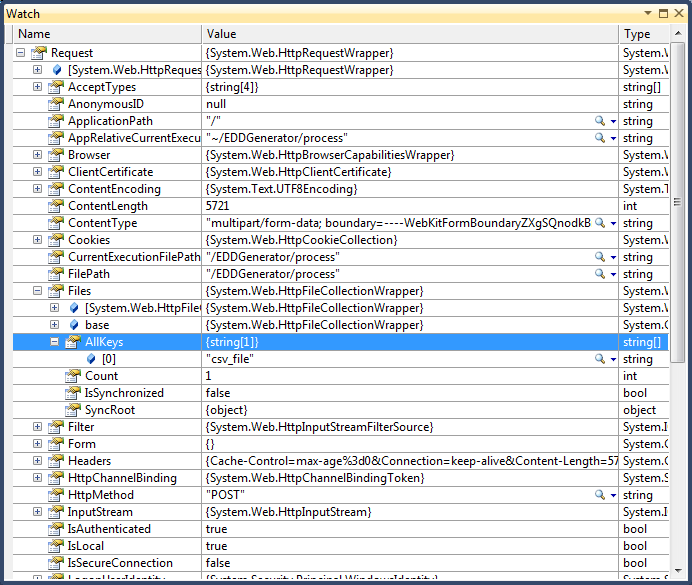 Watch
Name Value Type
Request {System.Web.HttpRequestWrapper} System.W
[System.Web.HttpReques {System.Web.HttpRequestWrapper} System.W
AcceptTypes {string[4]} string[]
AnonymousID null string
ApplicationPath "/" string
AppRelativeCurrentExecu "~/EDDGenerator/process" string
Browser {System.Web.HttpBrowserCapabilitiesWrapper} System.W
ClientCertificate {System.Web.HttpClientCertificate} System.W
ContentEncoding {System.Text.UTF8Encoding} System.T
ContentLength 5721 int
ContentType "multipart/form-data; boundary=----WebKitFormBoundaryZXgSQnodkB string
Cookies {System.Web.HttpCookieCollection} System.W
CurrentExecutionFilePath "/EDDGenerator/process" string
FilePath "/EDDGenerator/process" string
Files {System.Web.HttpFileCollectionWrapper} System.W
[System.Web.HttpFileC {System.Web.HttpFileCollectionWrapper} System.W
base {System.Web.HttpFileCollectionWrapper} System.C
AllKeys {string[1]} string[]
[0] "csv_file" string
Count 1 int
IsSynchronized false bool
SyncRoot {object} object
Filter {System.Web.HttpInputStreamFilterSource} System.I
Form {} System.C
Headers {Cache-Control=max-age%3d0&Connection=keep-alive&Content-Length=57 System.C
HttpChannelBinding {System.Web.HttpChannelBindingToken} System.S
HttpMethod "POST" string
InputStream {System.Web.HttpInputStream} System.I
IsAuthenticated true bool
IsLocal true bool
IsSecureConnection false bool
LogonUserIdentity {System.Security.Principal.WindowsIdentity} System.S